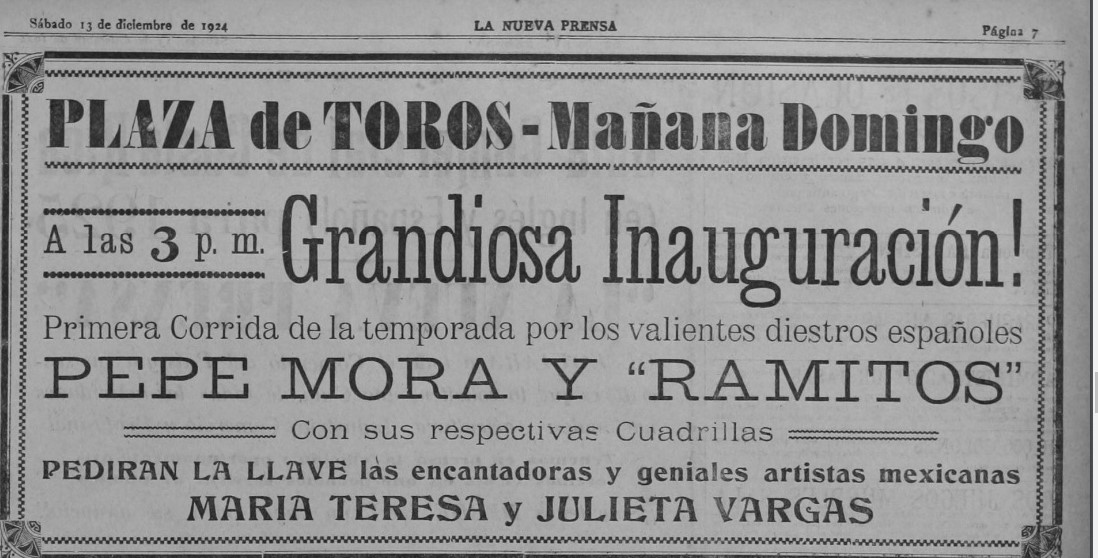 Sábado 13 de diciembre de 1924 LA NUEVA PRENSA Página 7
PLAZA de TOROS - Mañana Domingo
A las 3 p. m. Grandiosa Inauguración!
Primera Corrida de la temporada por los valientes diestros españoles
PEPE MORA Y “RAMITOS”
Con sus respectivas Cuadrillas
PEDIRAN LA LLAVE las encantadoras y geniales artistas mexicanas
MARIA TERESA y JULIETA VARGAS